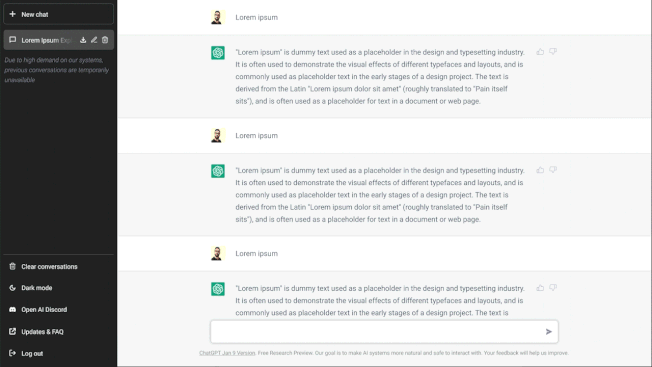 New chat
Lorem Ipsum Exp
Due to high demand on our systems,
previous conversations are temporarily
unavailable
Clear conversations
Dark mode
Open AI Discord
Updates & FAQ
Log out
Lorem ipsum
"Lorem ipsum" is dummy text used as a placeholder in the design and typesetting industry.
It is often used to demonstrate the visual effects of different typefaces and layouts, and is
commonly used as placeholder text in the early stages of a design project. The text is
derived from the Latin "Lorem ipsum dolor sit amet" (roughly translated to "Pain itself
sits"), and is often used as a placeholder for text in a document or web page.
Lorem ipsum
"Lorem ipsum" is dummy text used as a placeholder in the design and typesetting industry.
It is often used to demonstrate the visual effects of different typefaces and layouts, and is
commonly used as placeholder text in the early stages of a design project. The text is
derived from the Latin "Lorem ipsum dolor sit amet" (roughly translated to "Pain itself
sits"), and is often used as a placeholder for text in a document or web page.
Lorem ipsum
"Lorem ipsum" is dummy text used as a placeholder in the design and typesetting industry.
It is often used to demonstrate the visual effects of different typefaces and layouts, and is
commonly used as placeholder text in the early stages of a design project. The text is
ChatGPT Jan 9 Version. Free Research Preview. Our goal is to make AI systems more natural and safe to interact with. Your feedback will help us improve.